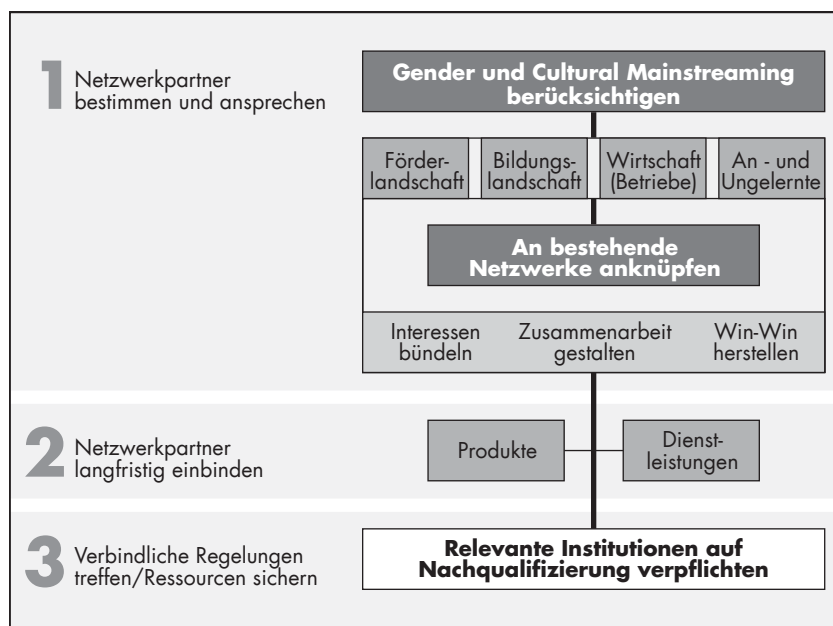 1 Netzwerkpartner
bestimmen und ansprechen
Gender und Cultural Mainstreaming
berücksichtigen
Förder-
landschaft
Bildungs-
landschaft
Wirtschaft
(Betriebe)
An - und
Ungelernte
An bestehende
Netzwerke anknüpfen
Interessen
bündeln
Zusammenarbeit
gestalten
Win-Win
herstellen
2 Netzwerkpartner
langfristig einbinden
Produkte
Dienst-
leistungen
3 Verbindliche Regelungen
treffen/Ressourcen sichern
Relevante Institutionen auf
Nachqualifizierung verpflichten